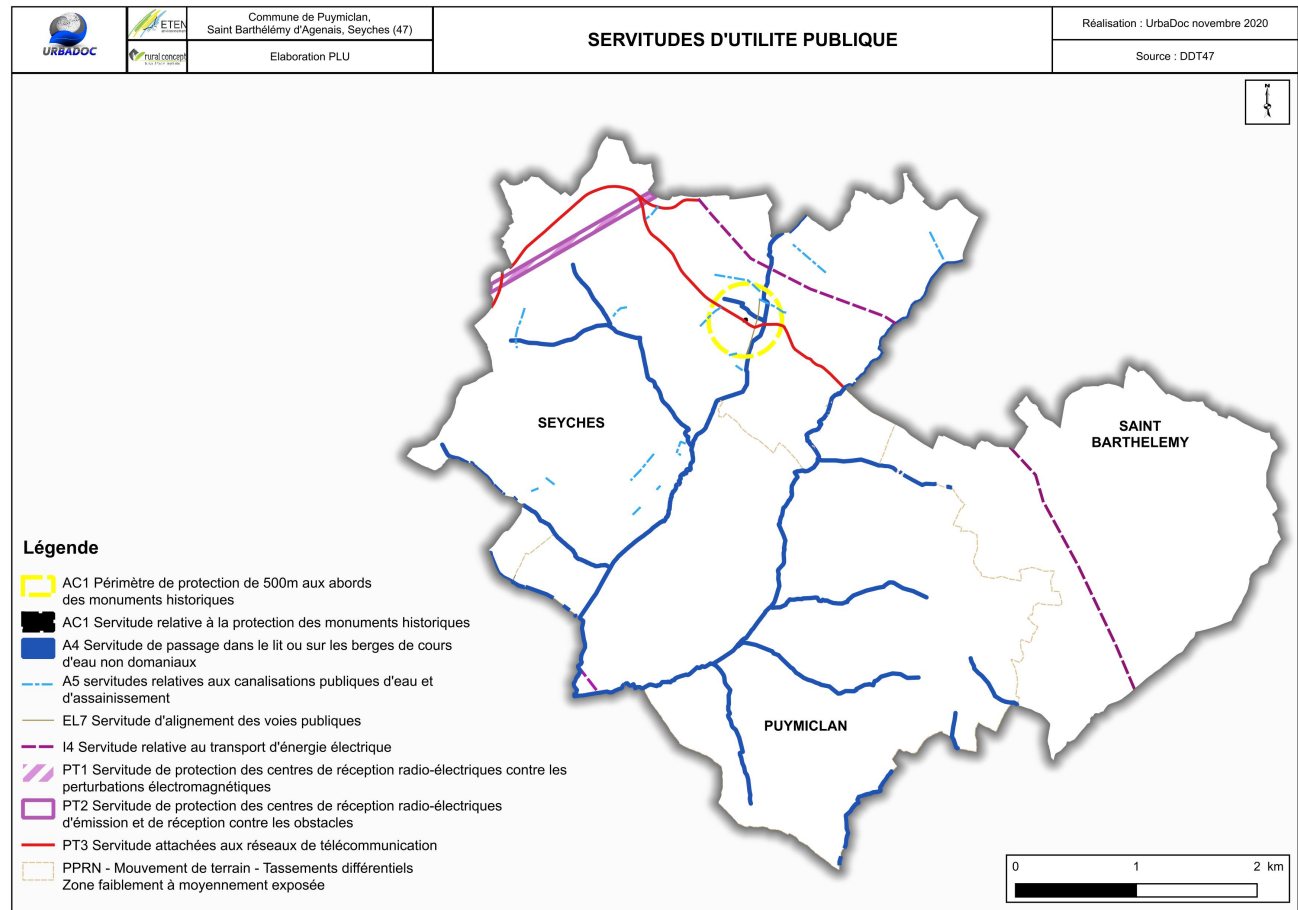 URBADOC
ETEN
environnement
rural concept
Commune de Puymiclan,
Saint Barthélémy d'Agenais, Seyches (47)
Elaboration PLU
SERVITUDES D'UTILITE PUBLIQUE
Réalisation : UrbaDoc novembre 2020
Source : DDT47
N
SEYCHES
SAINT
BARTHELEMY
PUYMICLAN
Légende
AC1 Périmètre de protection de 500m aux abords
des monuments historiques
AC1 Servitude relative à la protection des monuments historiques
A4 Servitude de passage dans le lit ou sur les berges de cours
d'eau non domaniaux
A5 servitudes relatives aux canalisations publiques d'eau et
d'assainissement
EL7 Servitude d'alignement des voies publiques
I4 Servitude relative au transport d'énergie électrique
PT1 Servitude de protection des centres de réception radio-électriques contre les
perturbations électromagnétiques
PT2 Servitude de protection des centres de réception radio-électriques
d'émission et de réception contre les obstacles
PT3 Servitude attachées aux réseaux de télécommunication
PPRN - Mouvement de terrain - Tassements différentiels
Zone faiblement à moyennement exposée
0 1 2 km